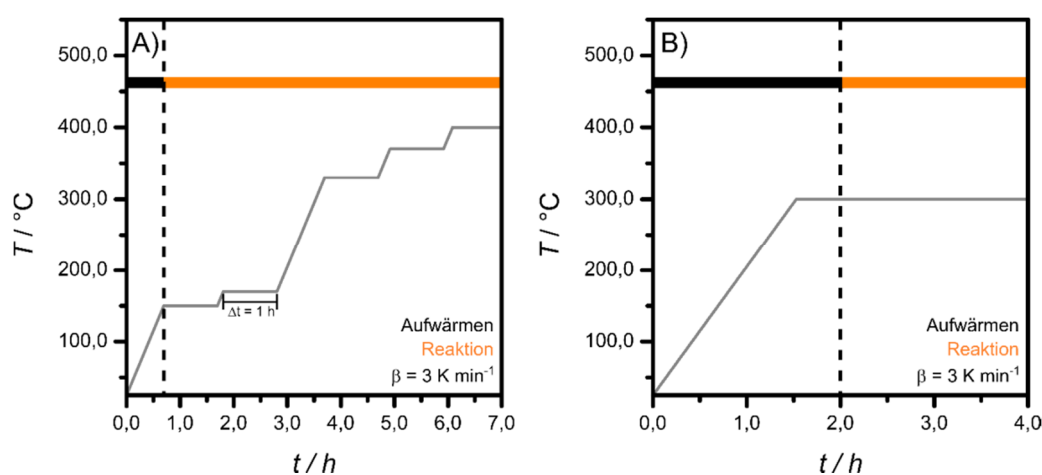 A)
500,0
400,0
300,0
200,0
100,0
T / °C
Δt = 1 h
Aufwärmen
Reaktion
β = 3 K min⁻¹
0,0 1,0 2,0 3,0 4,0 5,0 6,0 7,0
t / h
B)
500,0
400,0
300,0
200,0
100,0
T / °C
Aufwärmen
Reaktion
β = 3 K min⁻¹
0,0 1,0 2,0 3,0 4,0
t / h